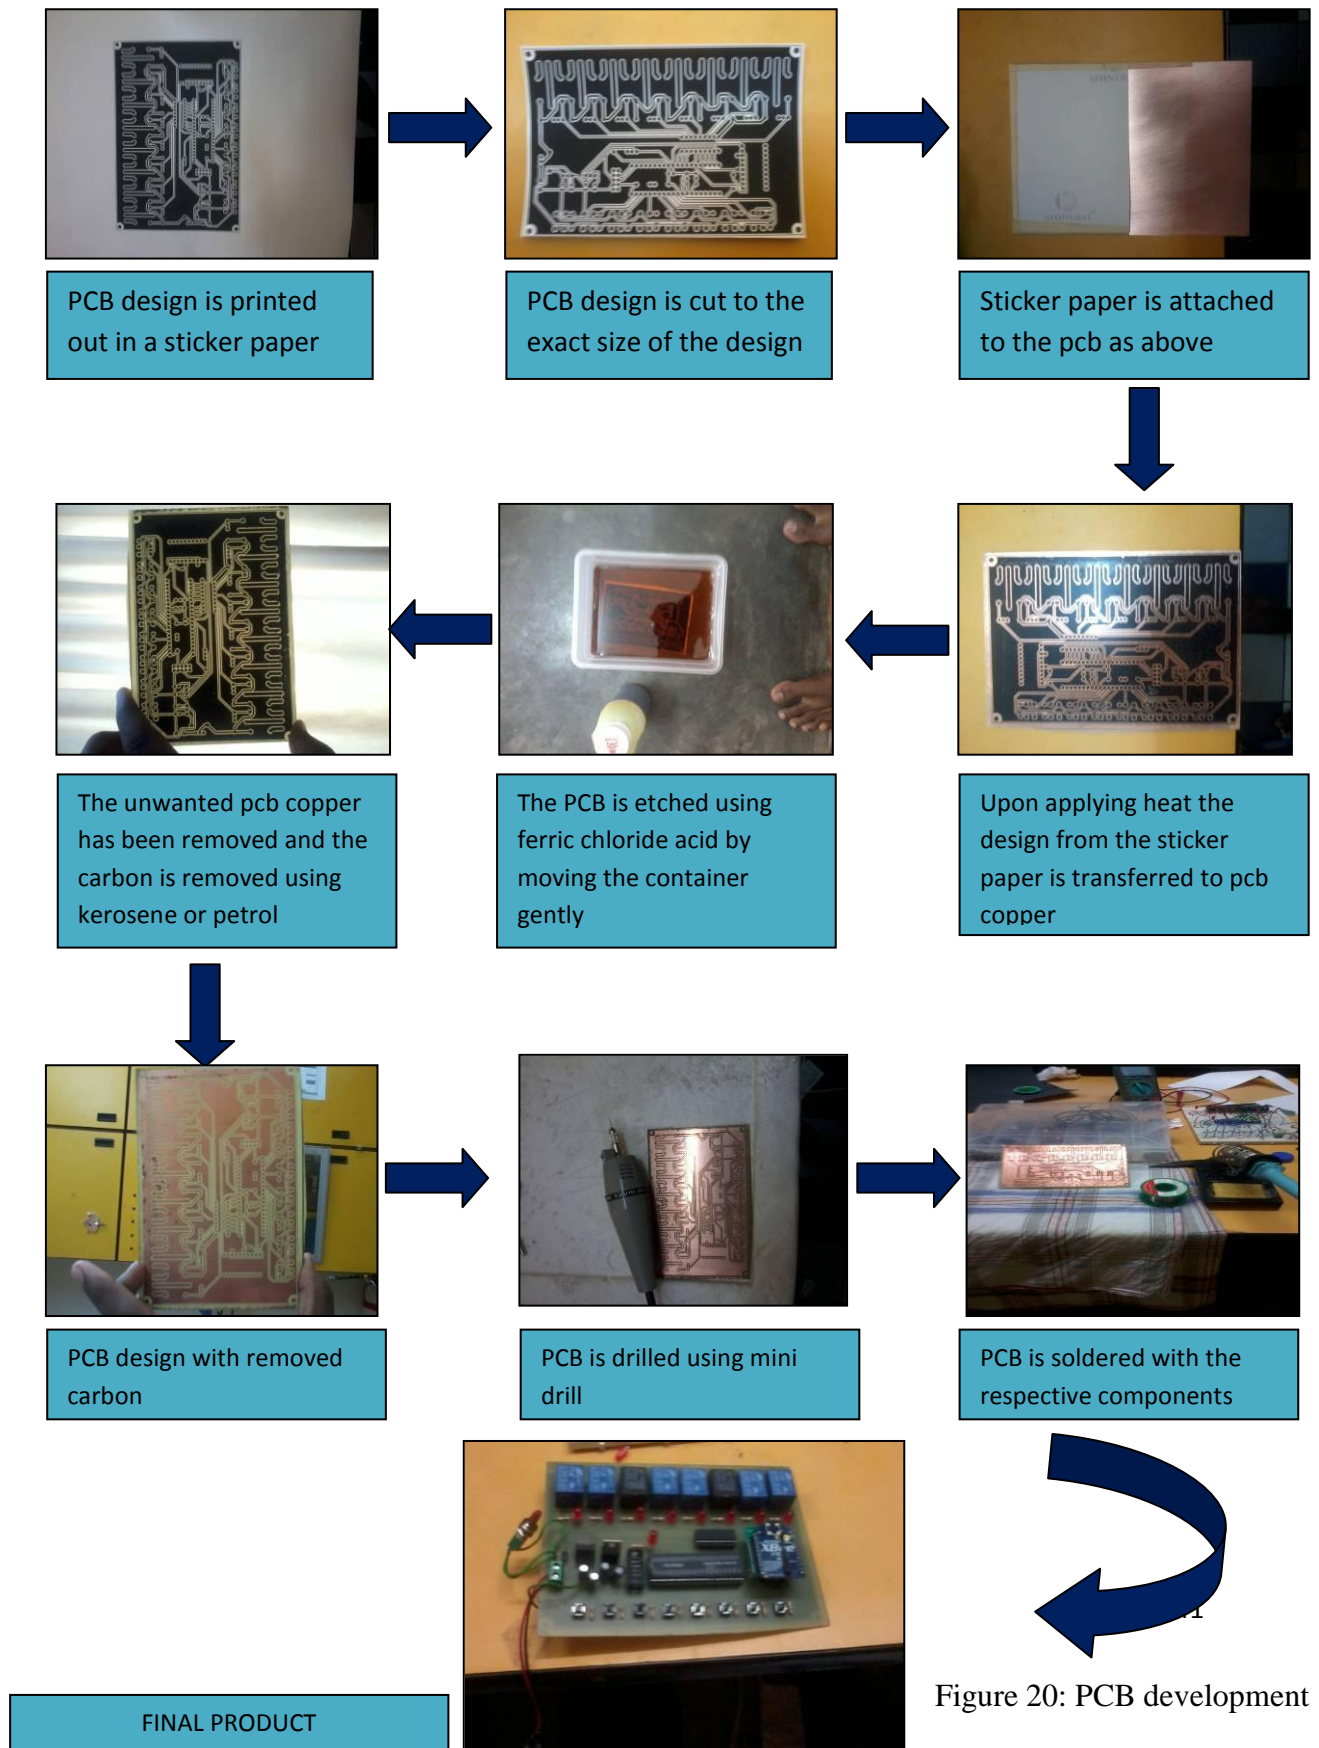 SHINERD
SHINERD
PCB design is printed
out in a sticker paper
PCB design is cut to the
exact size of the design
Sticker paper is attached
to the pcb as above
Upon applying heat the
design from the sticker
paper is transferred to pcb
copper
The PCB is etched using
ferric chloride acid by
moving the container
gently
The unwanted pcb copper
has been removed and the
carbon is removed using
kerosene or petrol
PCB design with removed
carbon
PCB is drilled using mini
drill
PCB is soldered with the
respective components
XBee
Figure 20: PCB development
FINAL PRODUCT